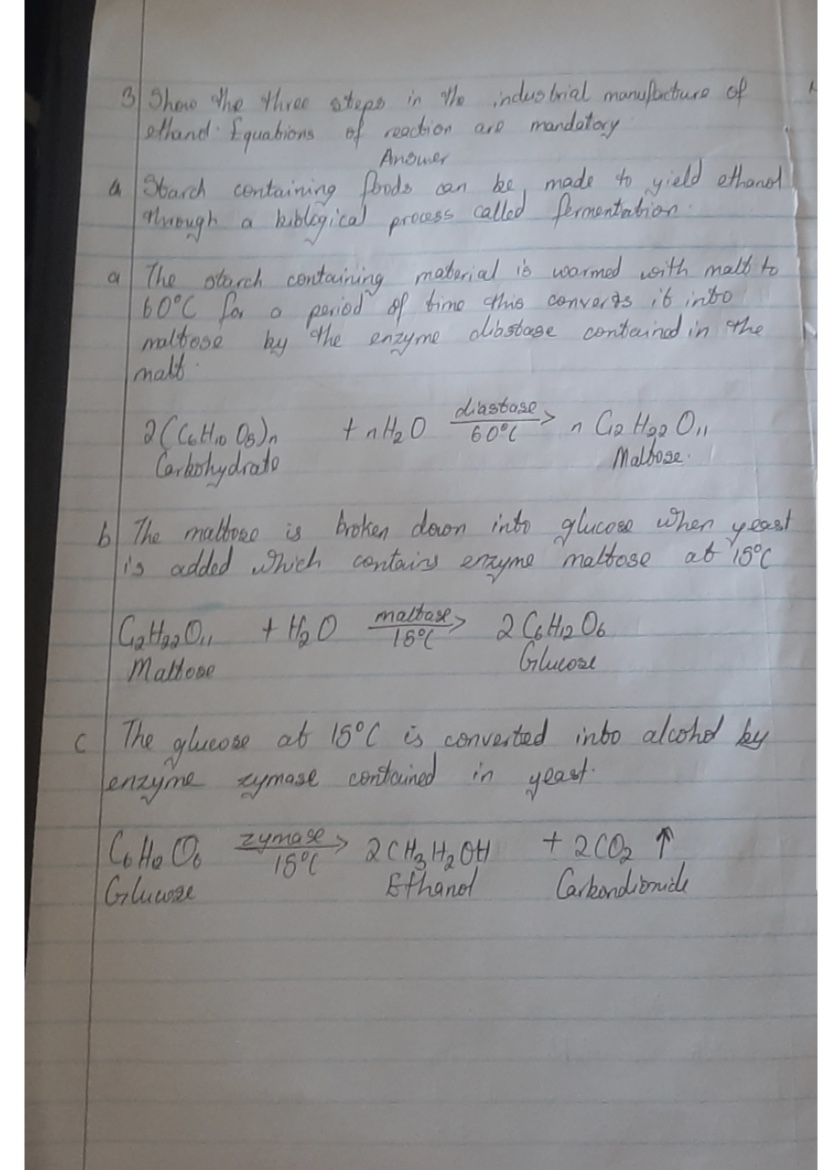 3 Show the three steps in the industrial manufacture of
ethanol. Equations of reaction are mandatory
Answer
a Starch containing foods can be, made to yield ethanol
through a biological process called fermentation.
a The starch containing material is warmed with malt to
60°C for a period of time this converts it into
maltose by the enzyme diastase contained in the
malt.
2(C6H10O5)n + nH2O diastase 60°C > n C12H22O11
Carbohydrate Maltose.
b The maltose is broken down into glucose when yeast
is added which contains enzyme maltose at 15°C
C12H22O11 + H2O maltase 15°C > 2C6H12O6
Maltose Glucose
c The glucose at 15°C is converted into alcohol by
enzyme zymase contained in yeast.
C6H12O6 zymase 15°C > 2CH3H2OH + 2CO2 ↑
Glucose Ethanol Carbondioxide